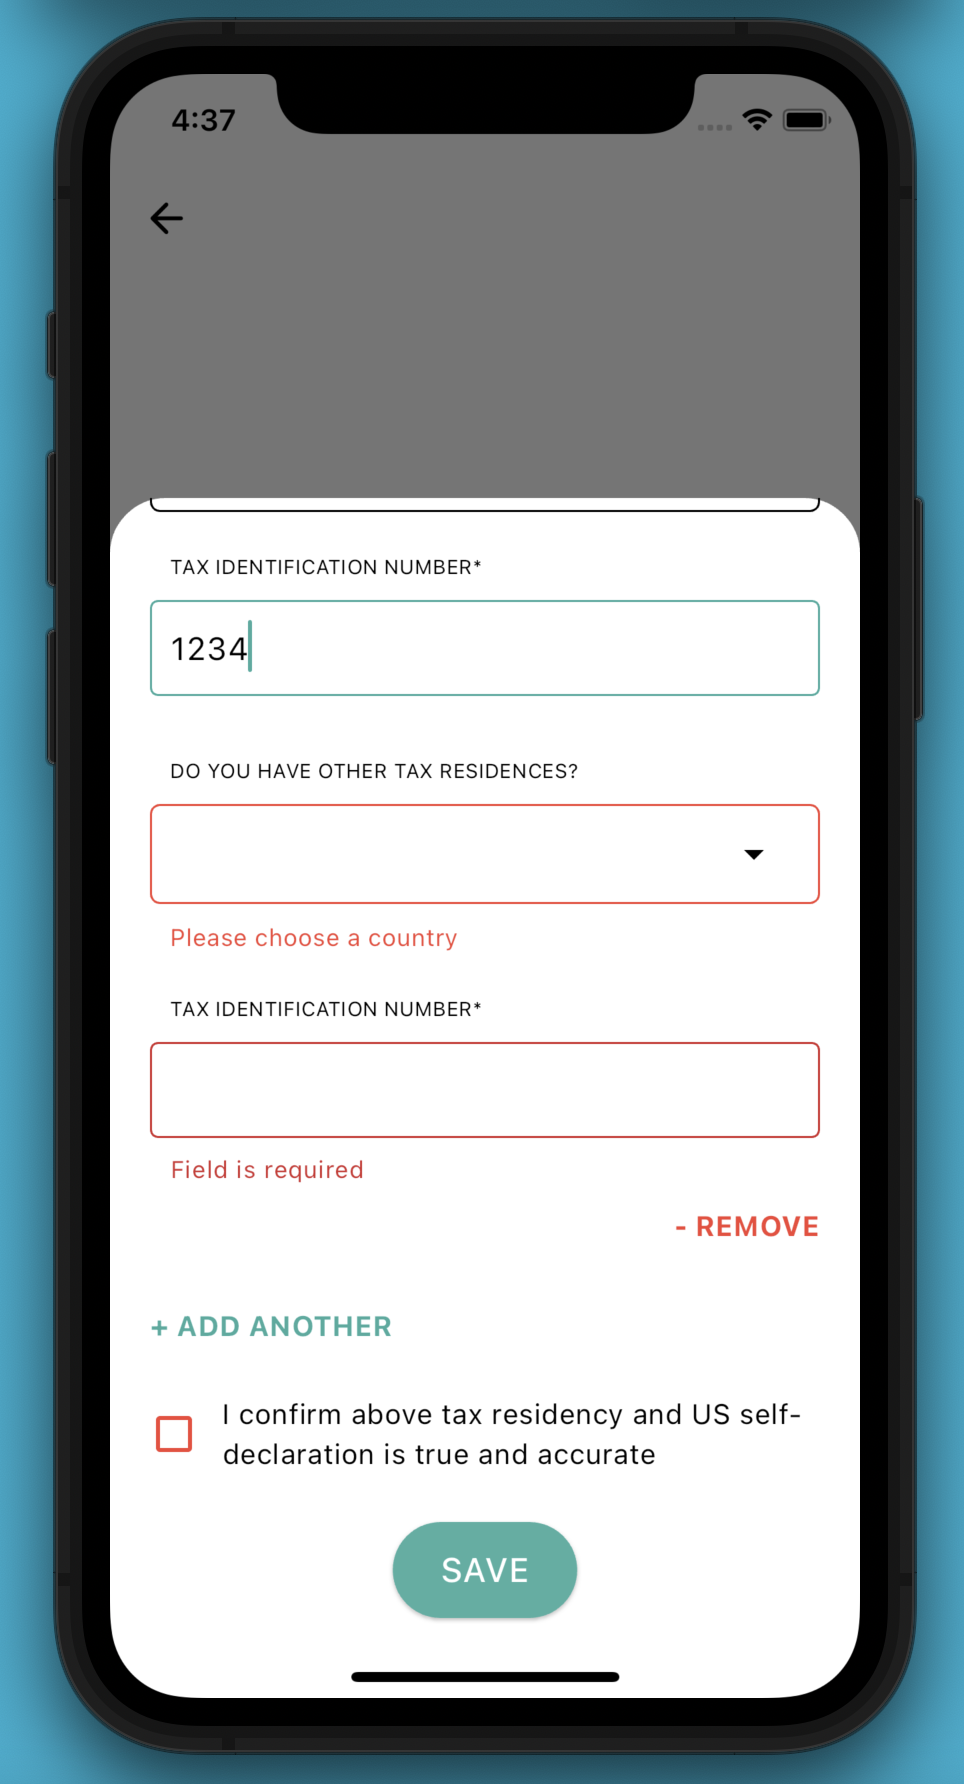 4:37
TAX IDENTIFICATION NUMBER*
1234
DO YOU HAVE OTHER TAX RESIDENCES?
Please choose a country
TAX IDENTIFICATION NUMBER*
Field is required
- REMOVE
+ ADD ANOTHER
I confirm above tax residency and US self-
declaration is true and accurate
SAVE